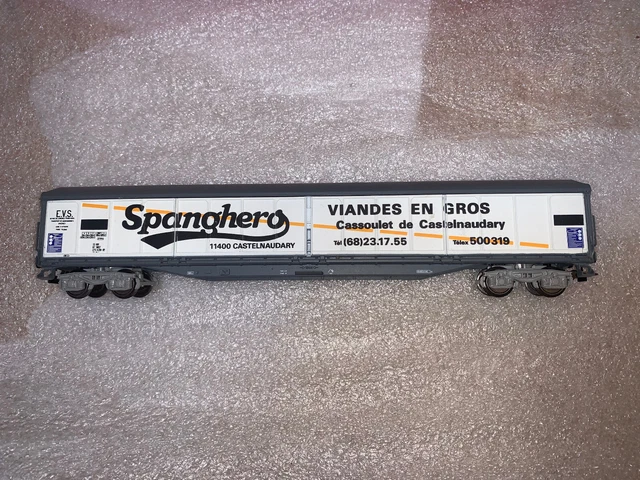 C.V.S.
Spanghero
11400 CASTELNAUDARY
VIANDES EN GROS
Cassoulet de Castelnaudary
Tél (68)23.17.55
Télex 500319